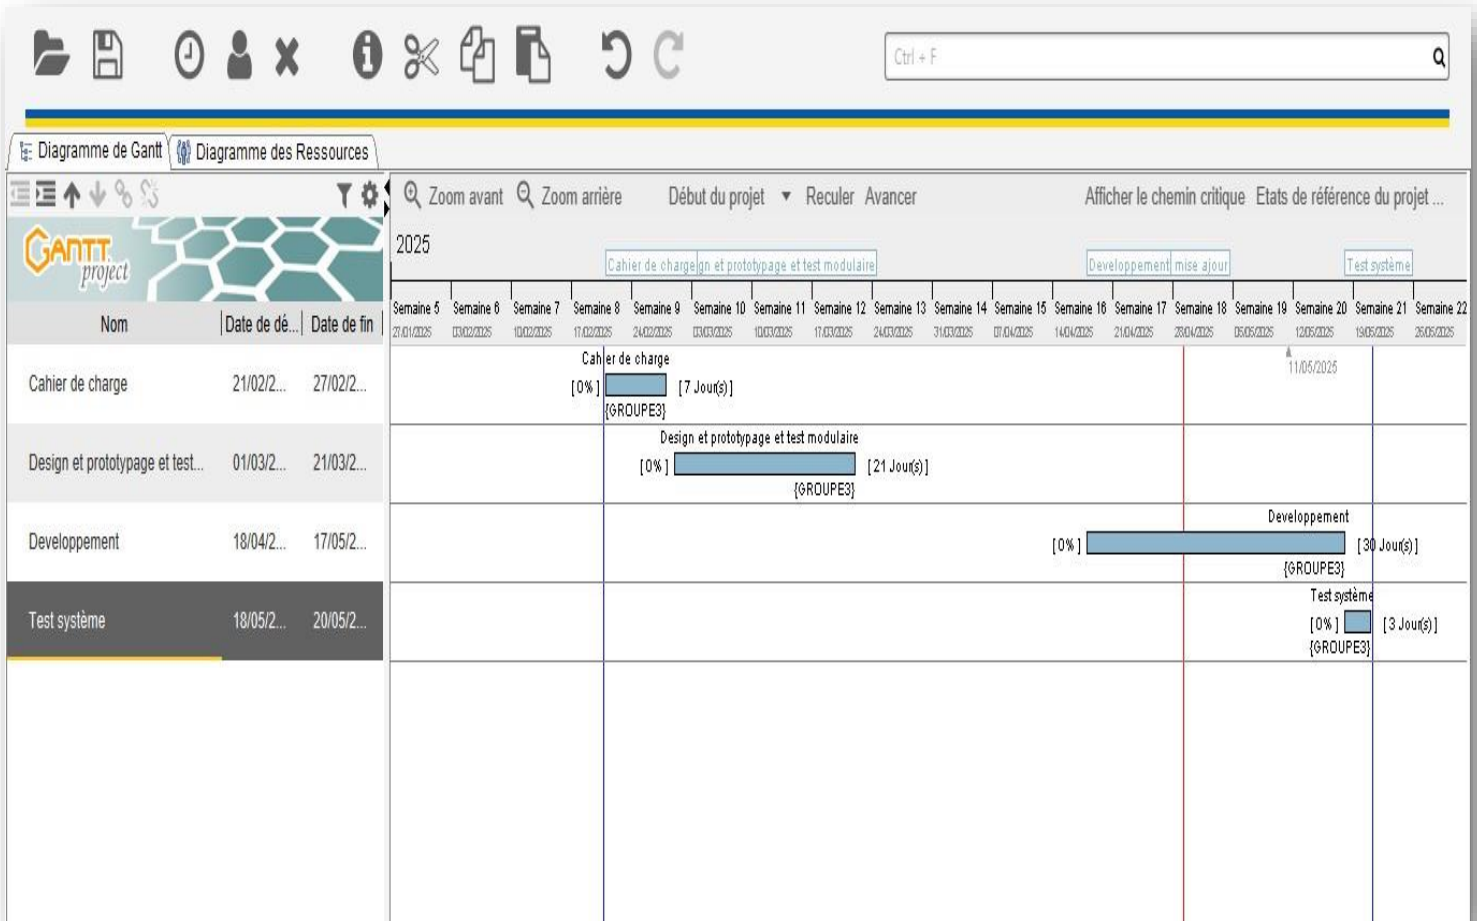 Ctrl + F
Diagramme de Gantt Diagramme des Ressources
Zoom avant Zoom arrière Début du projet Reculer Avancer Afficher le chemin critique Etats de référence du projet ...
GANTT project
2025
Cahier de charge gn et prototypage et test modulaire Developpement mise ajour Test système
Nom Date de dé... Date de fin
Semaine 5 Semaine 6 Semaine 7 Semaine 8 Semaine 9 Semaine 10 Semaine 11 Semaine 12 Semaine 13 Semaine 14 Semaine 15 Semaine 16 Semaine 17 Semaine 18 Semaine 19 Semaine 20 Semaine 21 Semaine 22
27/01/2025 03/02/2025 10/02/2025 17/02/2025 24/02/2025 03/03/2025 10/03/2025 17/03/2025 24/03/2025 31/03/2025 07/04/2025 14/04/2025 21/04/2025 28/04/2025 05/05/2025 12/05/2025 19/05/2025 26/05/2025
11/05/2025
Cahier de charge 21/02/2... 27/02/2...
Cahier de charge
[0%] [7 Jour(s)]
{GROUPE3}
Design et prototypage et test... 01/03/2... 21/03/2...
Design et prototypage et test modulaire
[0%] [21 Jour(s)]
{GROUPE3}
Developpement 18/04/2... 17/05/2...
Developpement
[0%] [30 Jour(s)]
{GROUPE3}
Test système 18/05/2... 20/05/2...
Test système
[0%] [3 Jour(s)]
{GROUPE3}